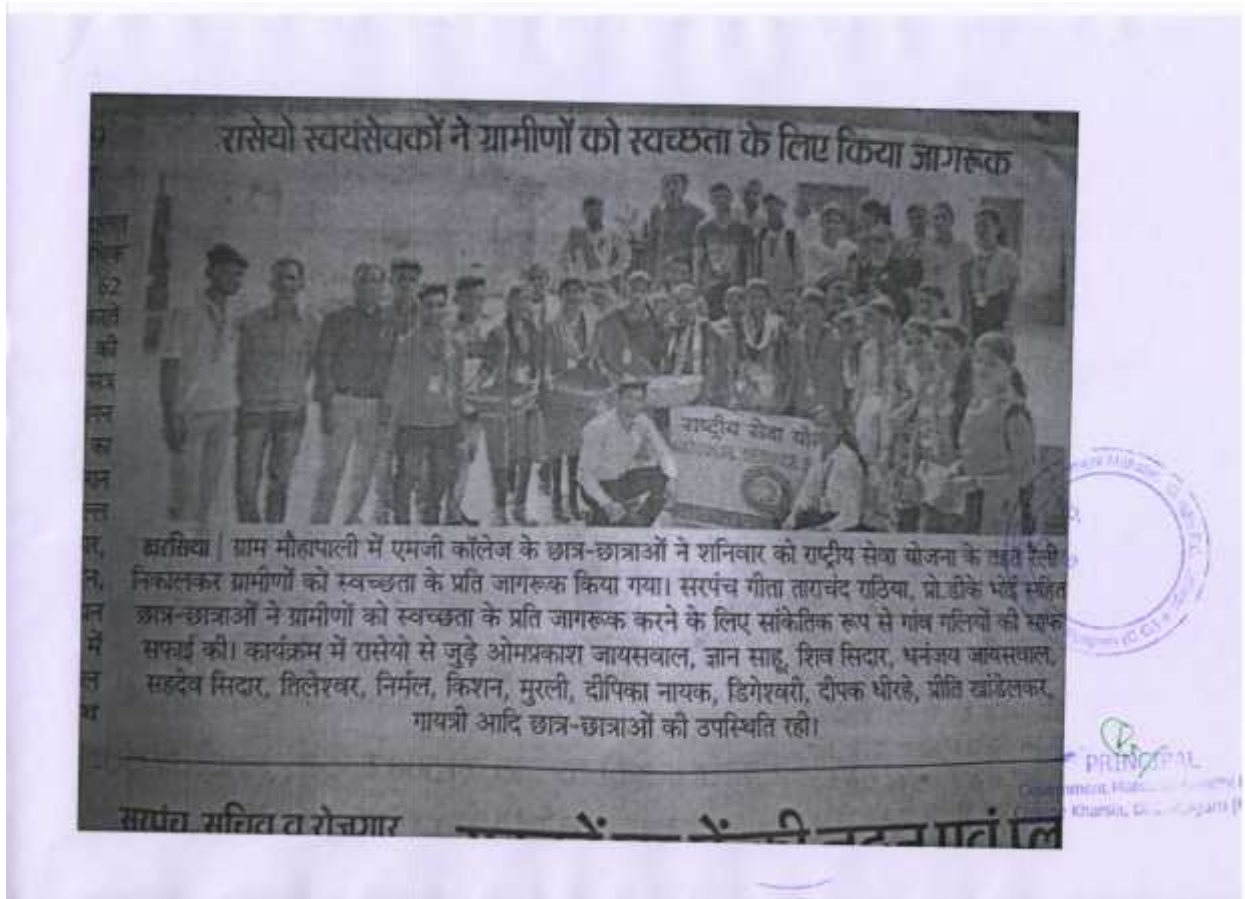 रासेयो स्वयंसेवकों ने ग्रामीणों को स्वच्छता के लिए किया जागरूक
राष्ट्रीय सेवा यो
खरसिया | ग्राम मौहापाली में एमजी कॉलेज के छात्र-छात्राओं ने शनिवार को राष्ट्रीय सेवा योजना के तहत रैली
निकालकर ग्रामीणों को स्वच्छता के प्रति जागरूक किया गया। सरपंच गीता ताराचंद राठिया, प्रो.डीके भोई सहित
छात्र-छात्राओं ने ग्रामीणों को स्वच्छता के प्रति जागरूक करने के लिए सांकेतिक रूप से गांव गलियों की साफ
सफाई की। कार्यक्रम में रासेयो से जुड़े ओमप्रकाश जायसवाल, ज्ञान साहू, शिव सिदार, धनंजय जायसवाल,
सहदेव सिदार, तिलेश्वर, निर्मल, किशन, मुरली, दीपिका नायक, डिगेश्वरी, दीपक धीरहे, प्रीति खांडेलकर,
गायत्री आदि छात्र-छात्राओं की उपस्थिति रही।
PRINCIPAL
Kharsia,
सरपंच, सचिव व रोजगार
62
में